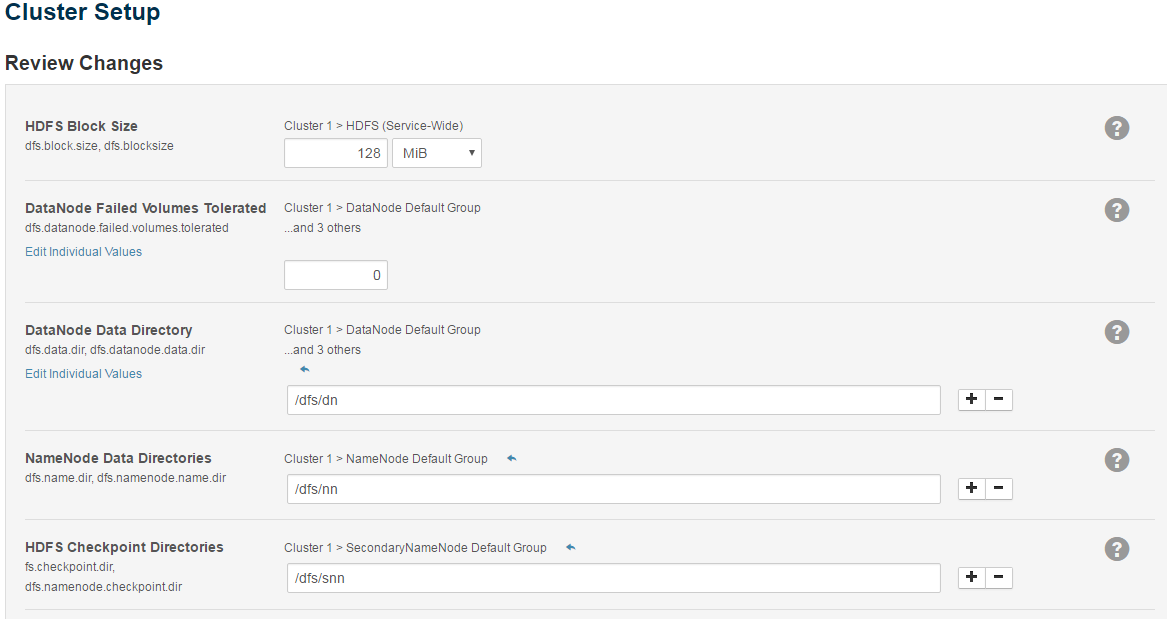 Cluster Setup
Review Changes
HDFS Block Size
Cluster 1 > HDFS (Service-Wide)
dfs.block.size, dfs.blocksize
128 MiB
DataNode Failed Volumes Tolerated
Cluster 1 > DataNode Default Group
dfs.datanode.failed.volumes.tolerated
...and 3 others
Edit Individual Values
0
DataNode Data Directory
Cluster 1 > DataNode Default Group
dfs.data.dir, dfs.datanode.data.dir
...and 3 others
Edit Individual Values
/dfs/dn
NameNode Data Directories
Cluster 1 > NameNode Default Group
dfs.name.dir, dfs.namenode.name.dir
/dfs/nn
HDFS Checkpoint Directories
Cluster 1 > SecondaryNameNode Default Group
fs.checkpoint.dir,
dfs.namenode.checkpoint.dir
/dfs/snn